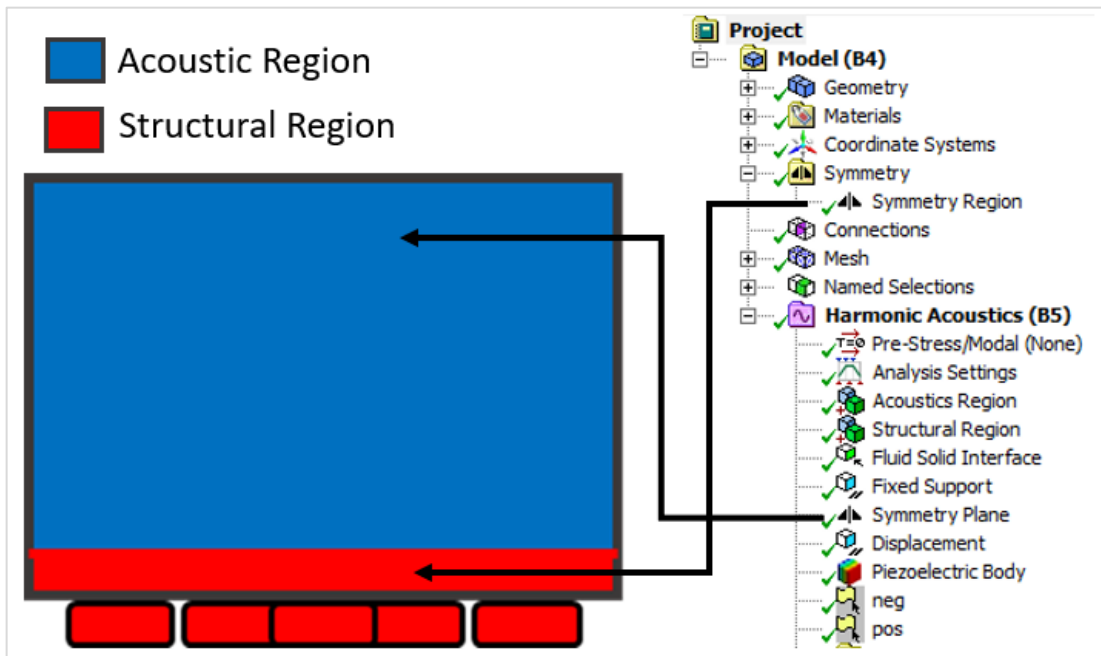 Acoustic Region
Structural Region
Project
Model (B4)
Geometry
Materials
Coordinate Systems
Symmetry
Symmetry Region
Connections
Mesh
Named Selections
Harmonic Acoustics (B5)
T=0 Pre-Stress/Modal (None)
Analysis Settings
Acoustics Region
Structural Region
Fluid Solid Interface
Fixed Support
Symmetry Plane
Displacement
Piezoelectric Body
neg
pos